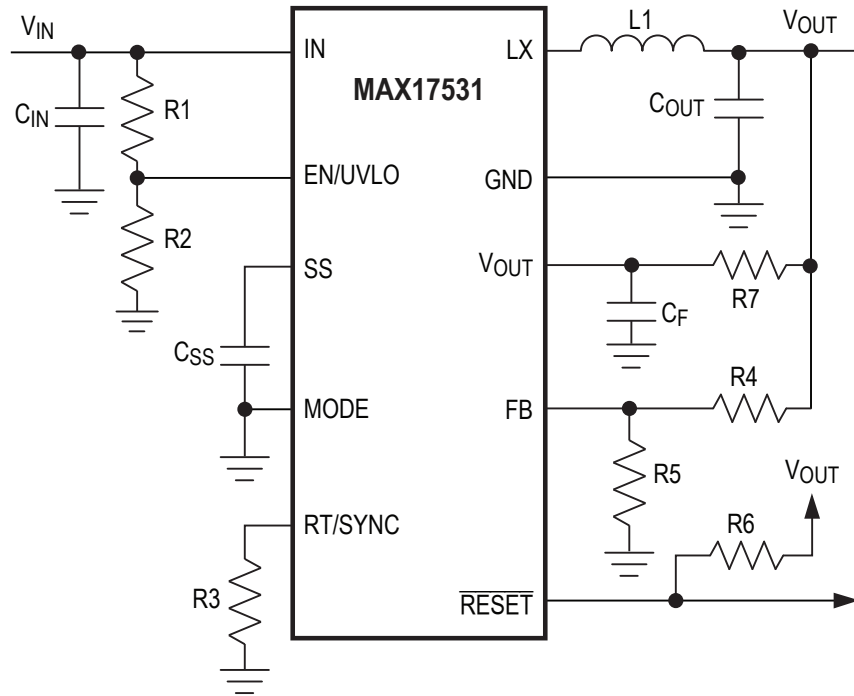 VIN
L1
VOUT
IN
LX
MAX17531
CIN
R1
COUT
EN/UVLO
GND
R2
SS
VOUT
R7
CF
CSS
R4
MODE
FB
R5
VOUT
RT/SYNC
R6
R3
RESET